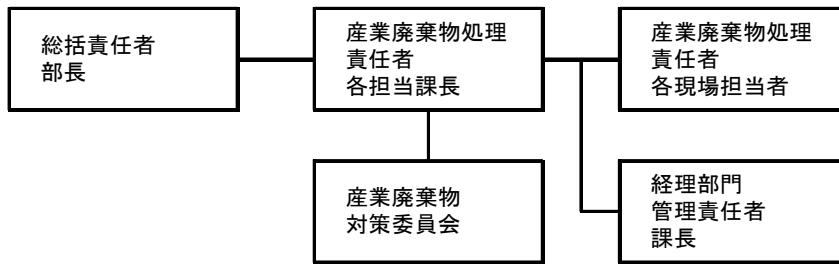 総括責任者
部長
産業廃棄物処理
責任者
各担当課長
産業廃棄物処理
責任者
各現場担当者
産業廃棄物
対策委員会
経理部門
管理責任者
課長